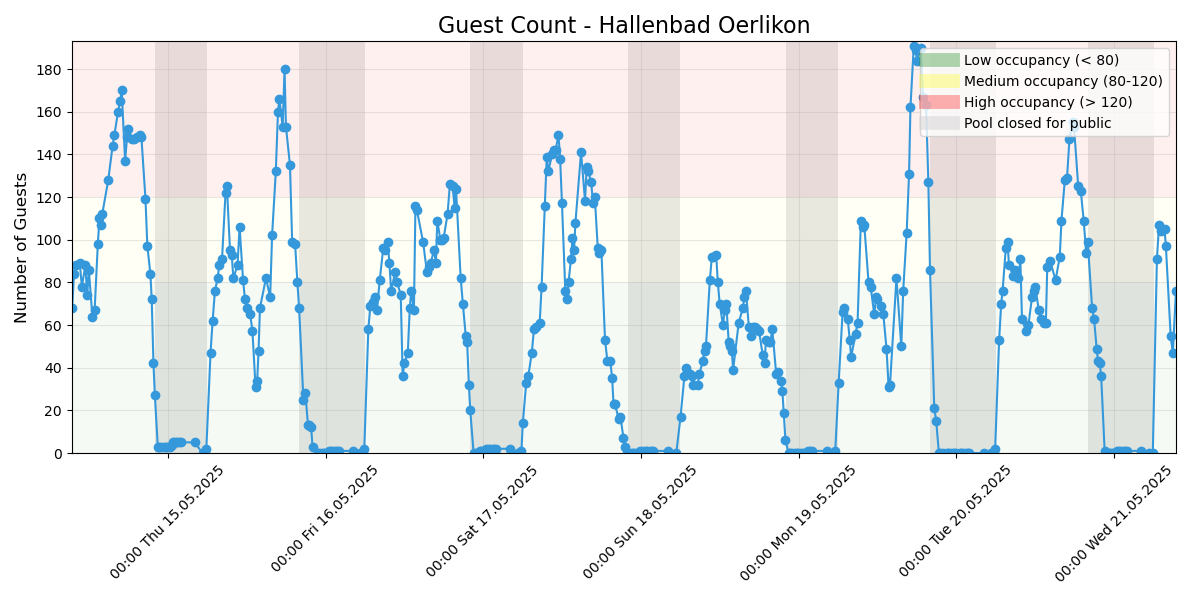 Guest Count - Hallenbad Oerlikon
Number of Guests
180
160
140
120
100
80
60
40
20
0
Low occupancy (< 80)
Medium occupancy (80-120)
High occupancy (> 120)
Pool closed for public
00:00 Thu 15.05.2025
00:00 Fri 16.05.2025
00:00 Sat 17.05.2025
00:00 Sun 18.05.2025
00:00 Mon 19.05.2025
00:00 Tue 20.05.2025
00:00 Wed 21.05.2025